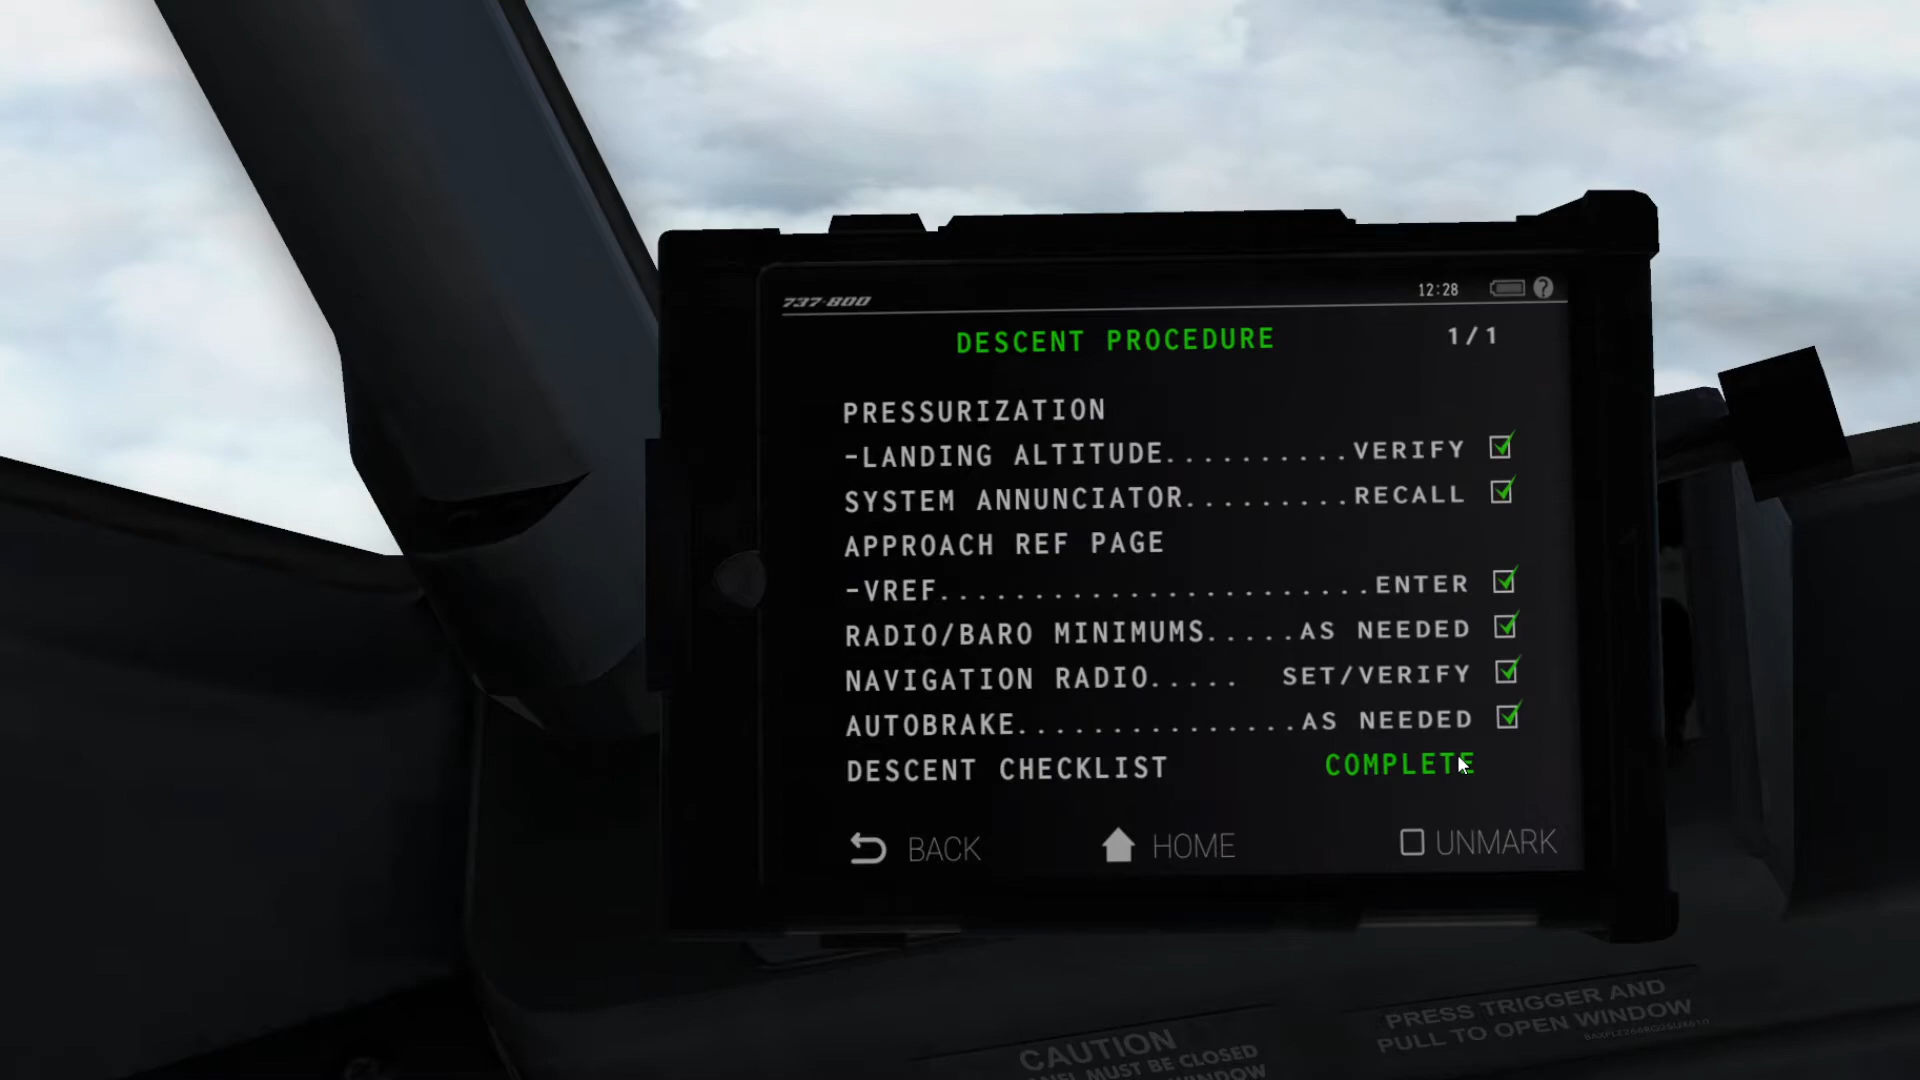 737-800 12:28 ?
DESCENT PROCEDURE 1/1
PRESSURIZATION
-LANDING ALTITUDE..........VERIFY
SYSTEM ANNUNCIATOR.........RECALL
APPROACH REF PAGE
-VREF.......................ENTER
RADIO/BARO MINIMUMS.....AS NEEDED
NAVIGATION RADIO..... SET/VERIFY
AUTOBRAKE..............AS NEEDED
DESCENT CHECKLIST COMPLETE
BACK HOME UNMARK
PRESS TRIGGER AND
PULL TO OPEN WINDOW
CAUTION
MUST BE CLOSED
WINDOW